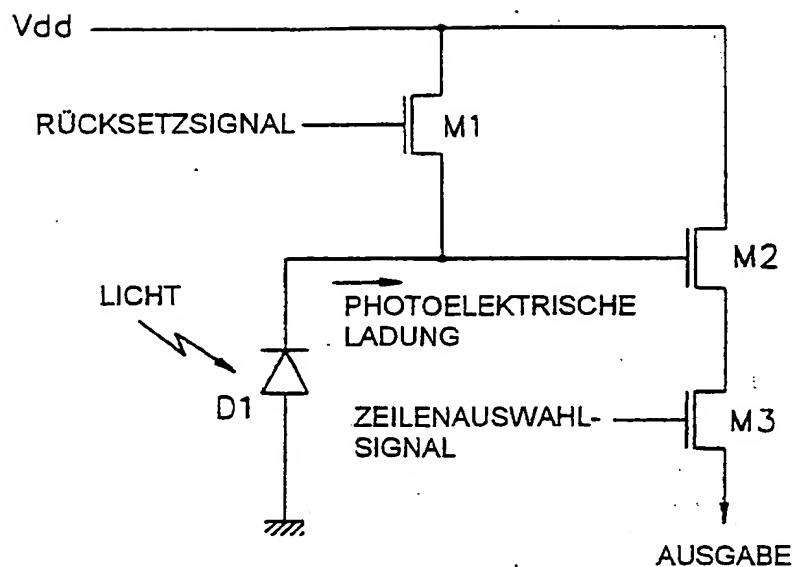 Vdd
RÜCKSETZSIGNAL
M1
M2
LICHT
PHOTOELEKTRISCHE
LADUNG
D1
ZEILENAUSWAHL-
SIGNAL
M3
AUSGABE